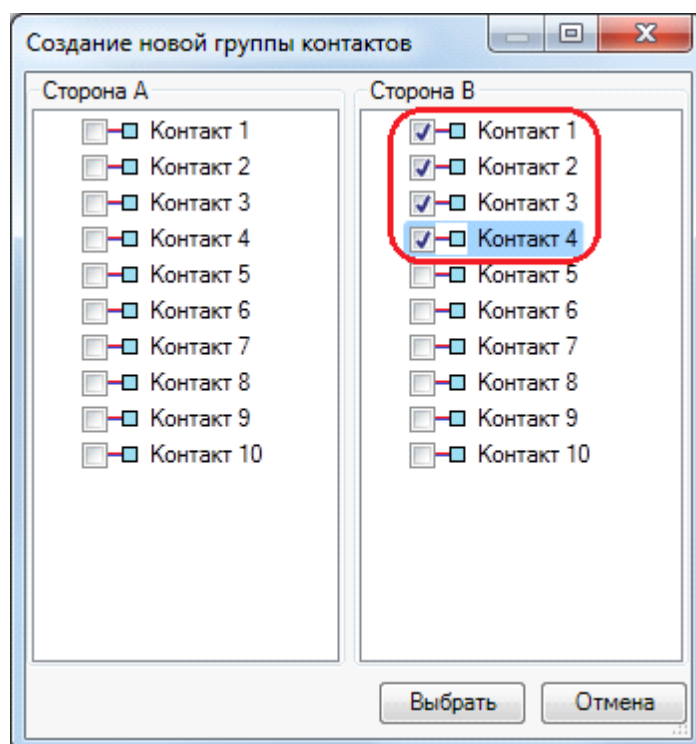 Создание новой группы контактов
Сторона А
Контакт 1
Контакт 2
Контакт 3
Контакт 4
Контакт 5
Контакт 6
Контакт 7
Контакт 8
Контакт 9
Контакт 10
Сторона В
Контакт 1
Контакт 2
Контакт 3
Контакт 4
Контакт 5
Контакт 6
Контакт 7
Контакт 8
Контакт 9
Контакт 10
Выбрать
Отмена